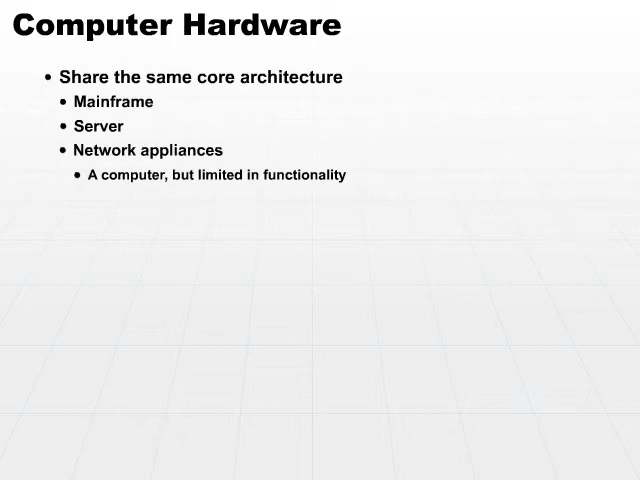 Computer Hardware
• Share the same core architecture
• Mainframe
• Server
• Network appliances
• A computer, but limited in functionality